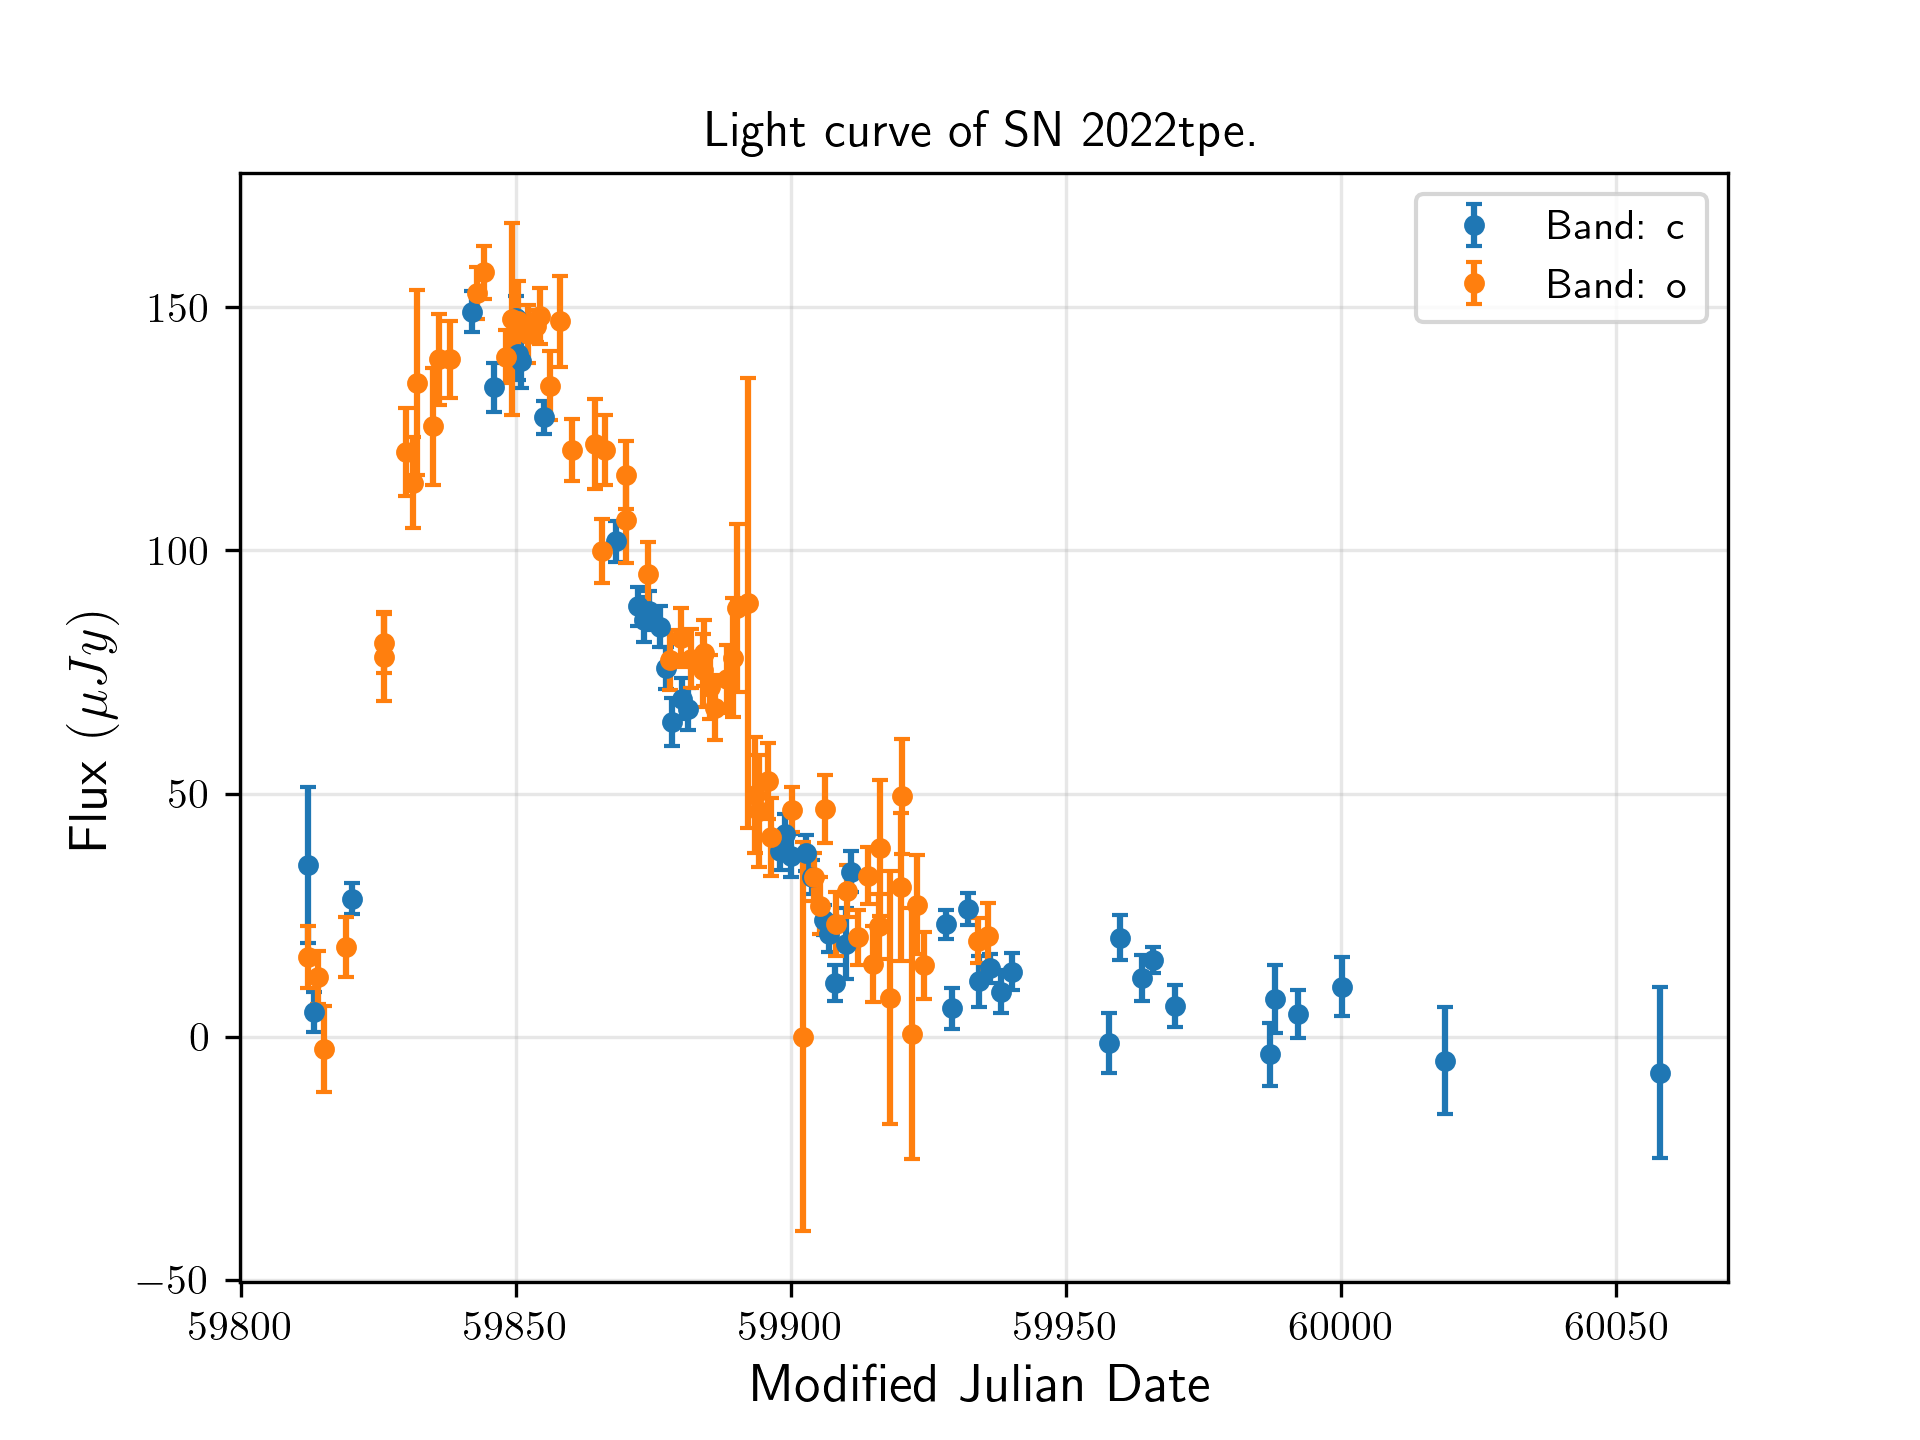 Light curve of SN 2022tpe.
Band: c
Band: o
150
100
50
0
−50
Flux (μJy)
59800 59850 59900 59950 60000 60050
Modified Julian Date